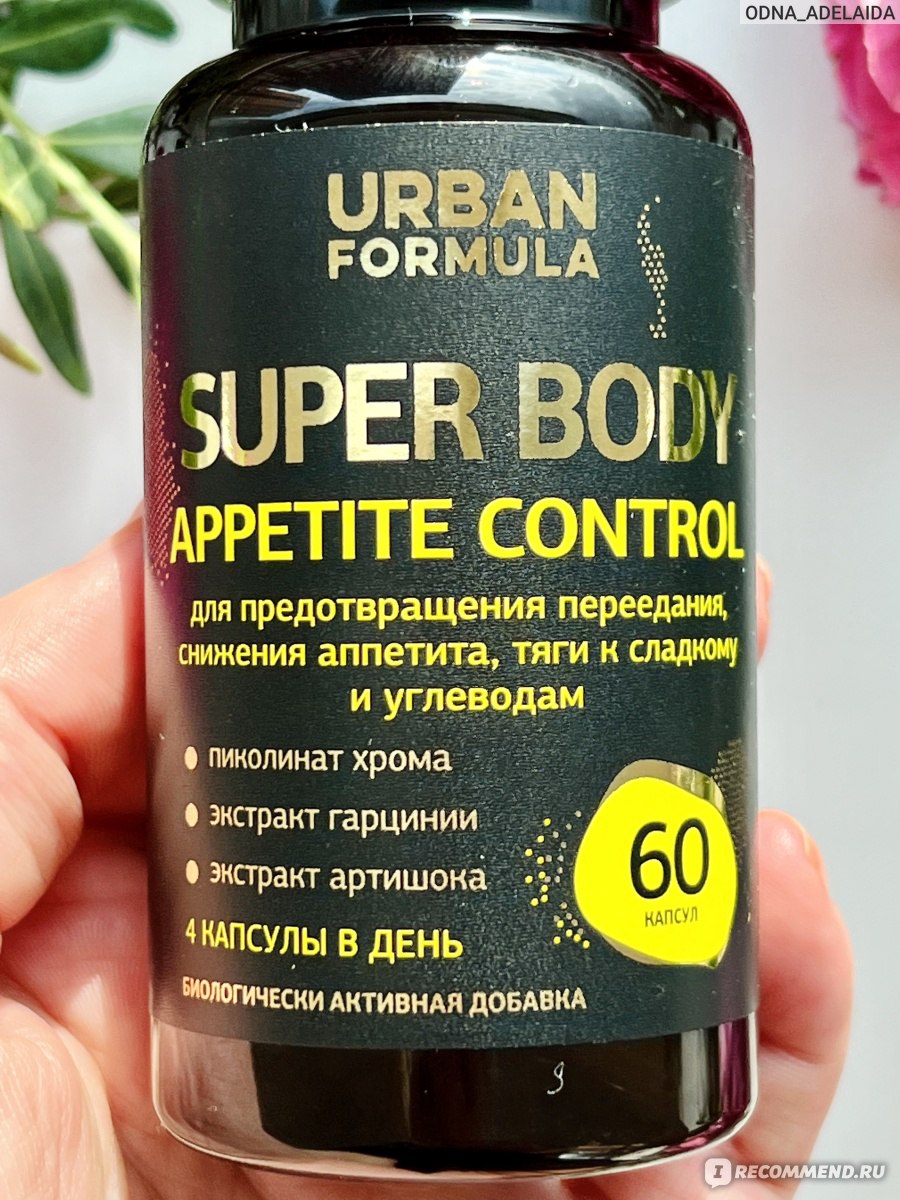 ODNA_ADELAIDA
URBAN
FORMULA
SUPER BODY
APPETITE CONTROL
для предотвращения переедания,
снижения аппетита, тяги к сладкому
и углеводам
пиколинат хрома
экстракт гарцинии
экстракт артишока
60
КАПСУЛ
4 КАПСУЛЫ В ДЕНЬ
БИОЛОГИЧЕСКИ АКТИВНАЯ ДОБАВКА
IRECOMMEND.RU